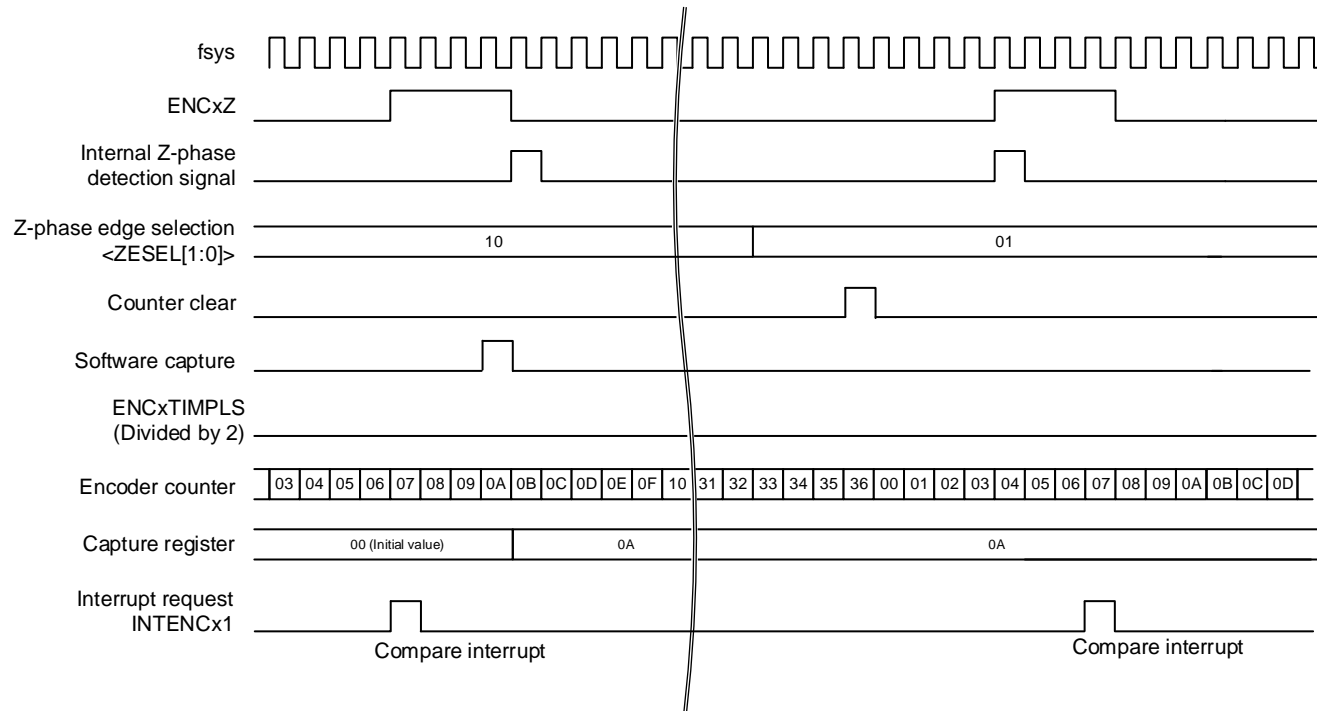 fsys
ENCxZ
Internal Z-phase
detection signal
Z-phase edge selection
<ZESEL[1:0]>
10 01
Counter clear
Software capture
ENCxTIMPLS
(Divided by 2)
Encoder counter 03 04 05 06 07 08 09 0A 0B 0C 0D 0E 0F 10 31 32 33 34 35 36 00 01 02 03 04 05 06 07 08 09 0A 0B 0C 0D
Capture register 00 (Initial value) 0A 0A
Interrupt request
INTENCx1
Compare interrupt Compare interrupt